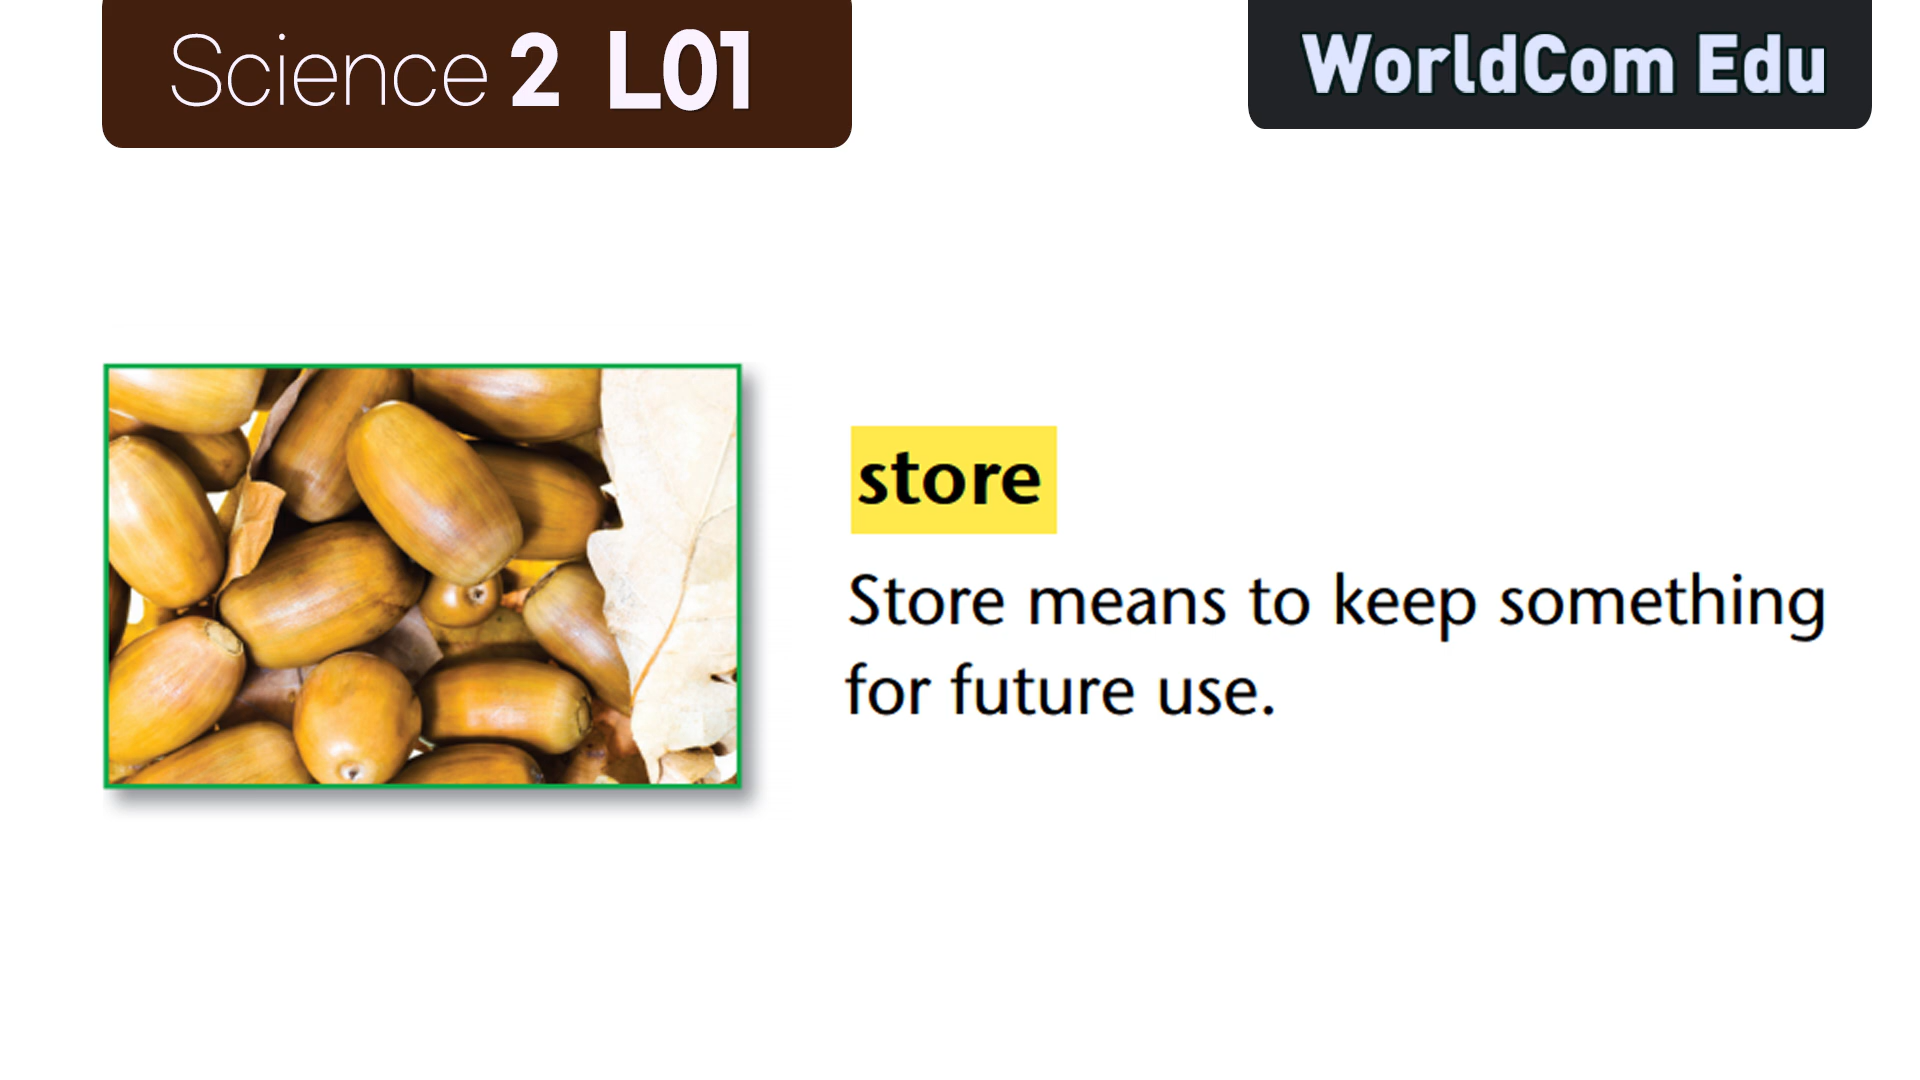 Science 2 L01
WorldCom Edu
store
Store means to keep something
for future use.